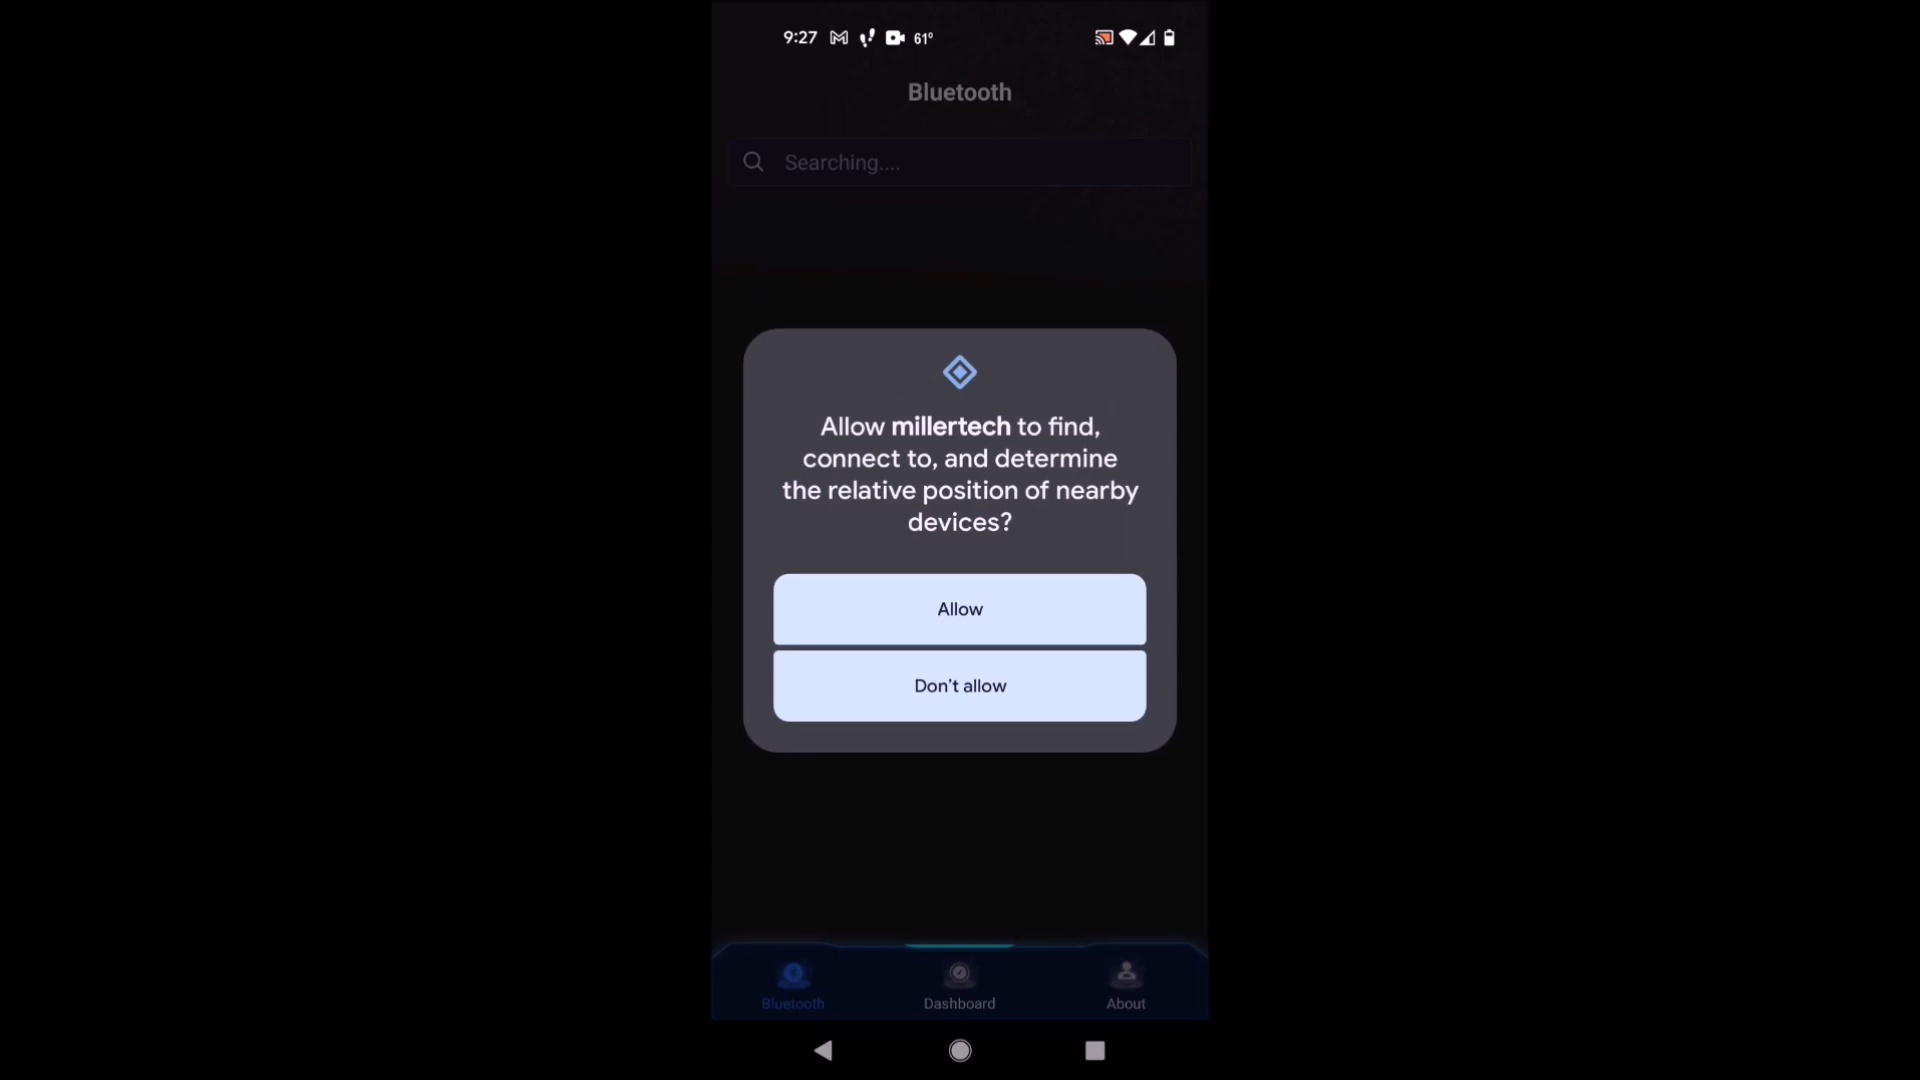 9:27 61°
Bluetooth
Searching....
Allow millertech to find,
connect to, and determine
the relative position of nearby
devices?
Allow
Don't allow
Bluetooth Dashboard About